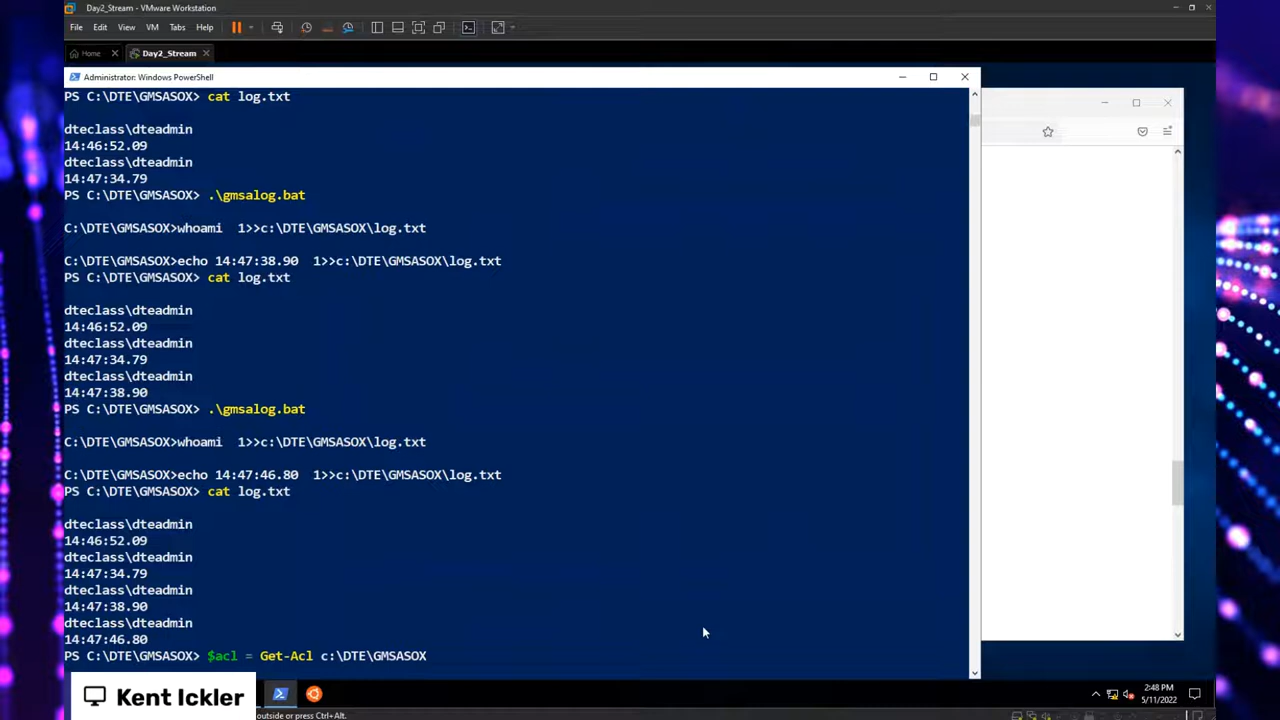 Day2_Stream - VMware Workstation
File Edit View VM Tabs Help
Home Day2_Stream
Administrator: Windows PowerShell
PS C:\DTE\GMSASOX> cat log.txt
dteclass\dteadmin
14:46:52.09
dteclass\dteadmin
14:47:34.79
PS C:\DTE\GMSASOX> .\gmsalog.bat
C:\DTE\GMSASOX>whoami  1>>c:\DTE\GMSASOX\log.txt
C:\DTE\GMSASOX>echo 14:47:38.90  1>>c:\DTE\GMSASOX\log.txt
PS C:\DTE\GMSASOX> cat log.txt
dteclass\dteadmin
14:46:52.09
dteclass\dteadmin
14:47:34.79
dteclass\dteadmin
14:47:38.90
PS C:\DTE\GMSASOX> .\gmsalog.bat
C:\DTE\GMSASOX>whoami  1>>c:\DTE\GMSASOX\log.txt
C:\DTE\GMSASOX>echo 14:47:46.80  1>>c:\DTE\GMSASOX\log.txt
PS C:\DTE\GMSASOX> cat log.txt
dteclass\dteadmin
14:46:52.09
dteclass\dteadmin
14:47:34.79
dteclass\dteadmin
14:47:38.90
dteclass\dteadmin
14:47:46.80
PS C:\DTE\GMSASOX> $acl = Get-Acl c:\DTE\GMSASOX
Kent Ickler
2:48 PM
5/11/2022
outside or press Ctrl+Alt.